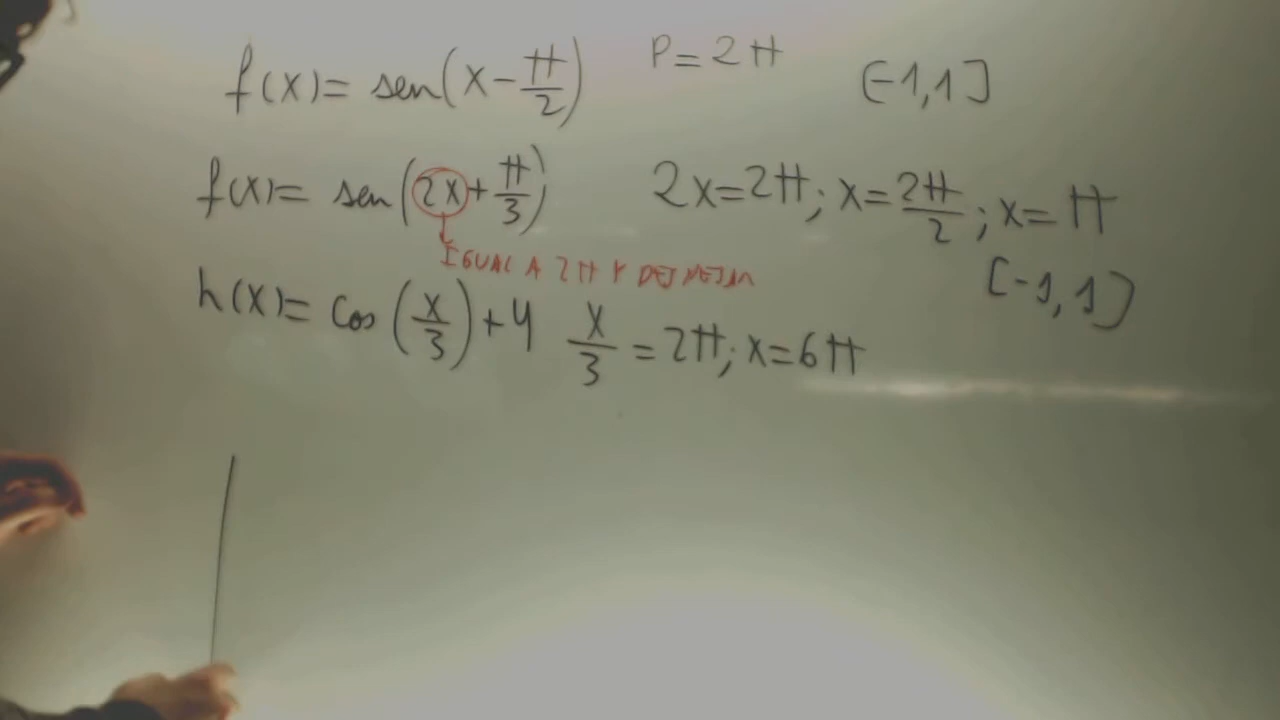 f(x)= sen(x-π/2) P=2π [-1,1]
f(x)= sen(2x+π/3) 2x=2π; x=2π/2; x=π
IGUAL A 2π Y DESPEJAR
[-1,1]
h(x)= cos(x/3)+4 x/3=2π; x=6π